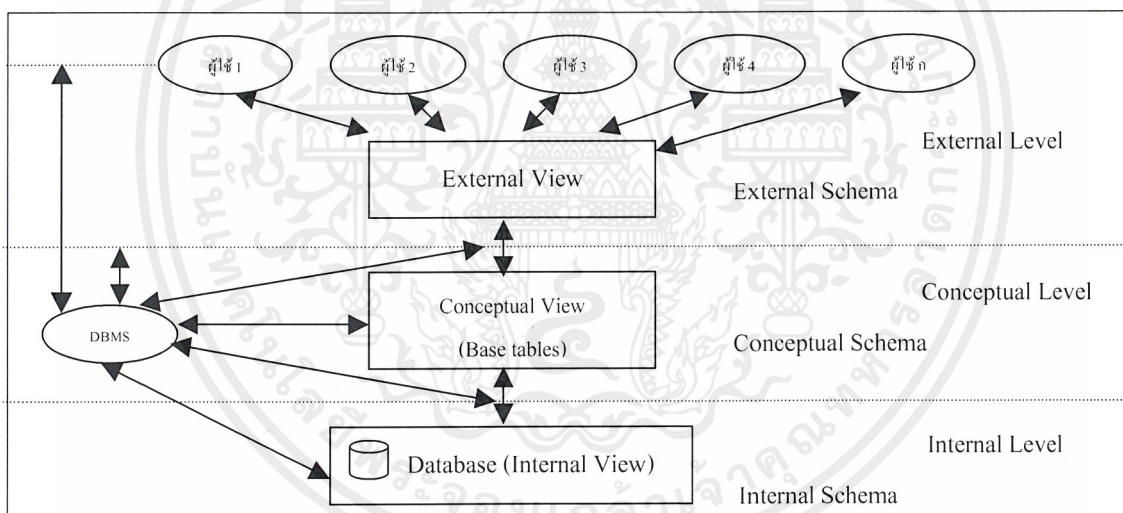 ผู้ใช้ 1
ผู้ใช้ 2
ผู้ใช้ 3
ผู้ใช้ 4
ผู้ใช้ n
External Level
External View
External Schema
Conceptual Level
Conceptual View
(Base tables)
DBMS
Conceptual Schema
Internal Level
Database (Internal View)
Internal Schema